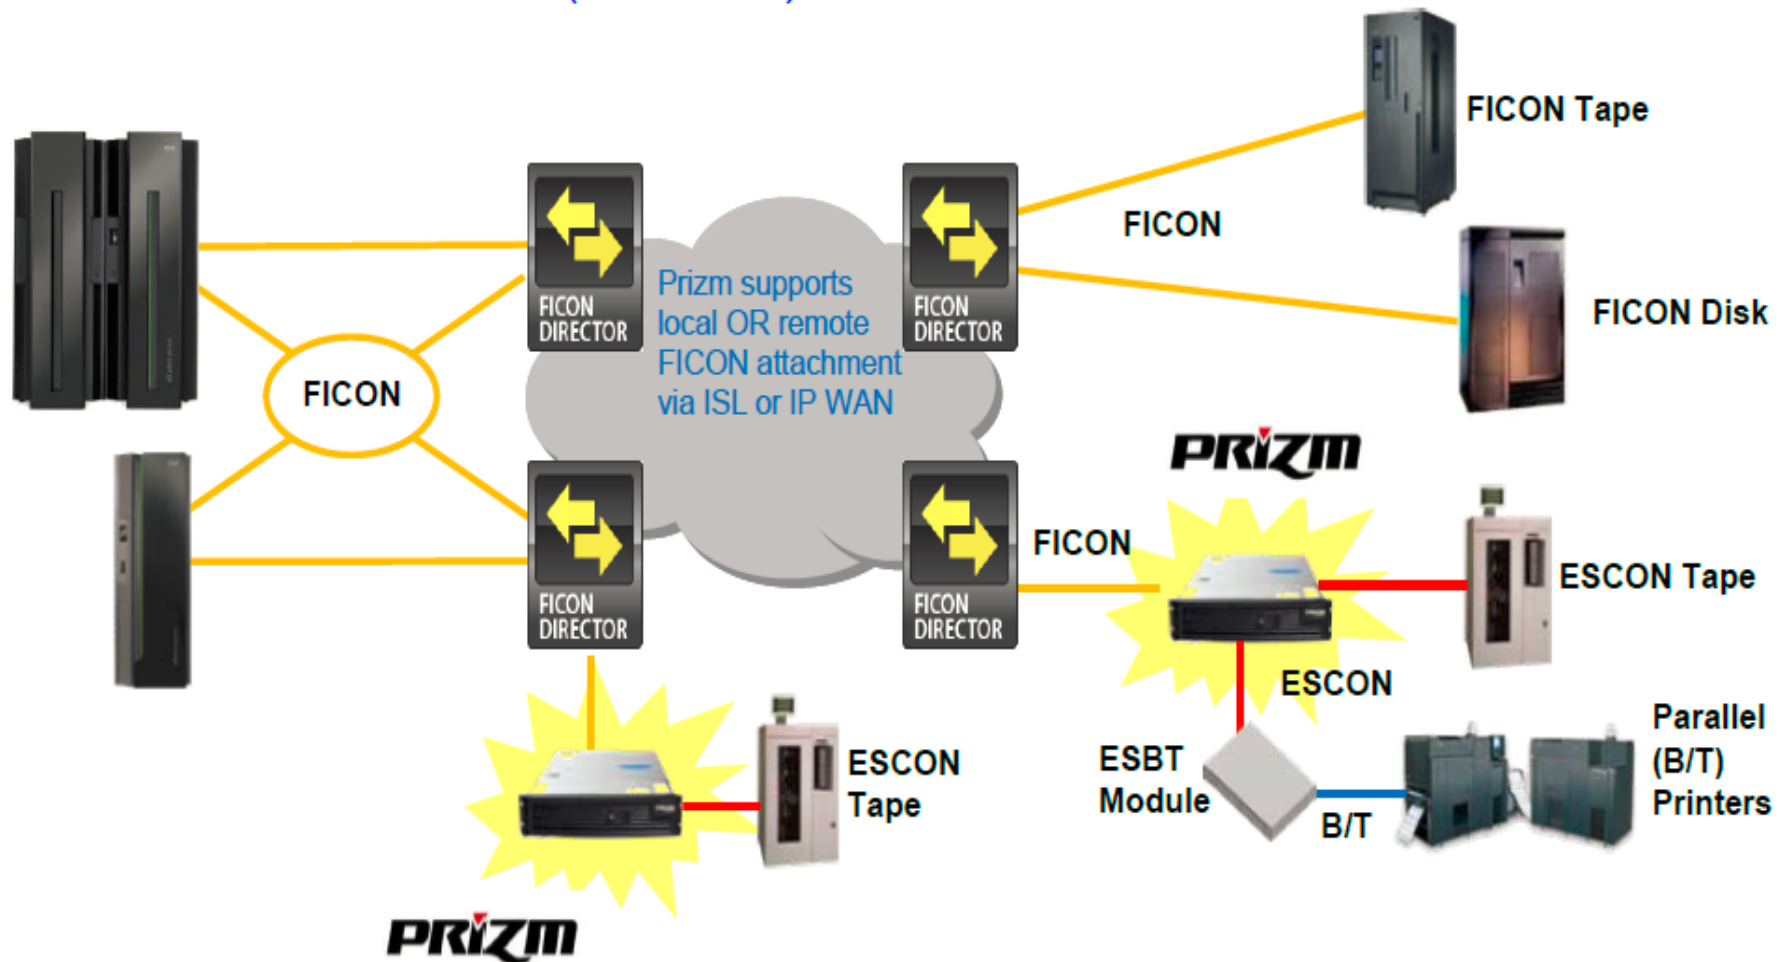 FICON Tape
FICON
FICON Disk
FICON
DIRECTOR
Prizm supports
local OR remote
FICON attachment
via ISL or IP WAN
FICON
DIRECTOR
FICON
PRIZM
FICON
ESCON Tape
FICON
DIRECTOR
FICON
DIRECTOR
ESCON
ESCON
Tape
ESBT
Module
B/T
Parallel
(B/T)
Printers
PRIZM